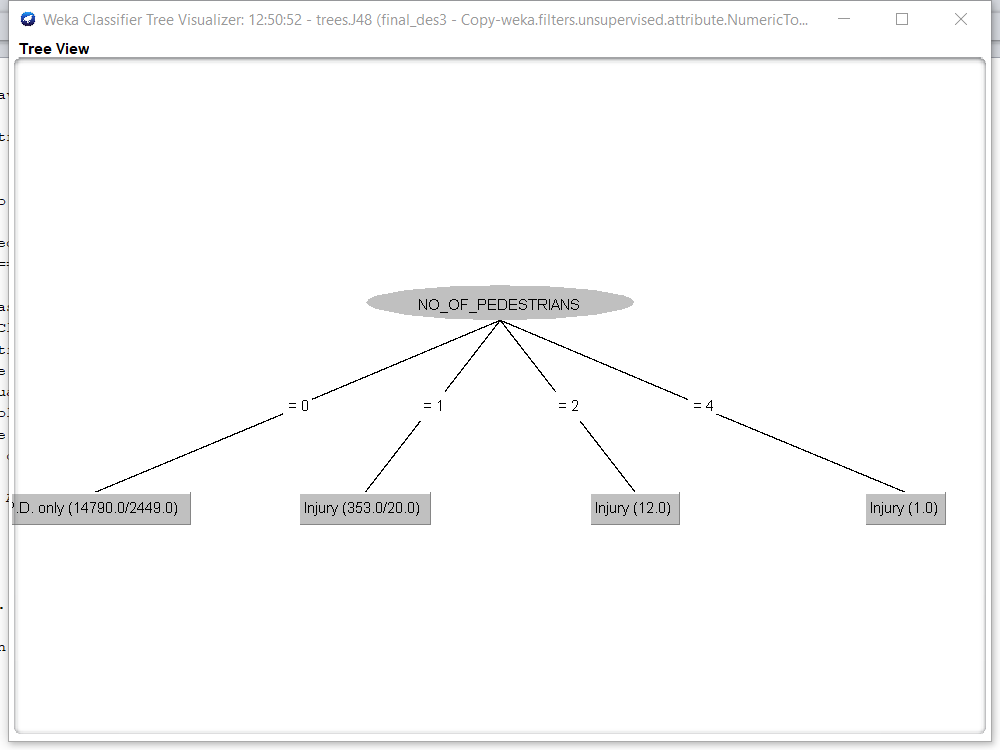 Weka Classifier Tree Visualizer: 12:50:52 - trees.J48 (final_des3 - Copy-weka.filters.unsupervised.attribute.NumericTo...
Tree View
NO_OF_PEDESTRIANS
= 0 = 1 = 2 = 4
.D. only (14790.0/2449.0) Injury (353.0/20.0) Injury (12.0) Injury (1.0)